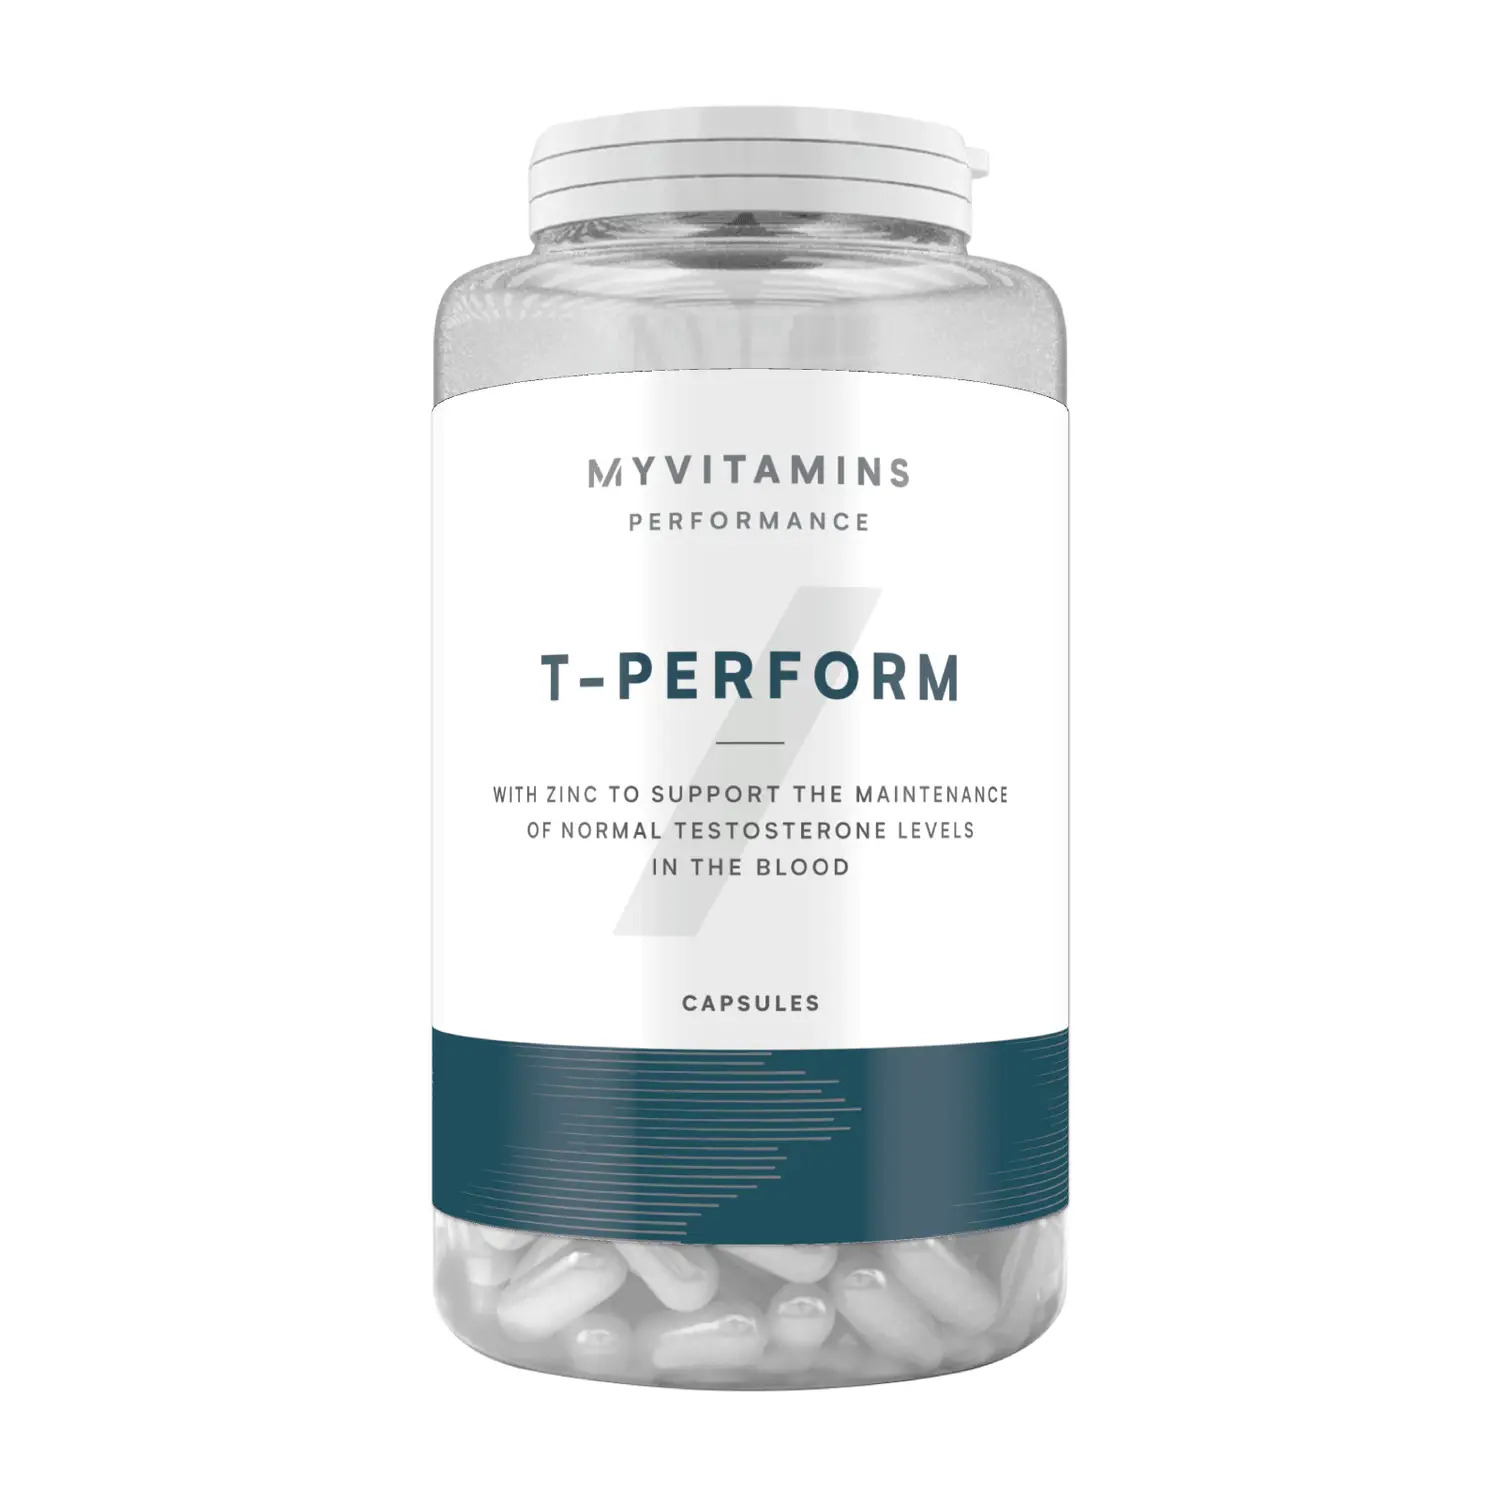 MYVITAMINS
PERFORMANCE
T-PERFORM
WITH ZINC TO SUPPORT THE MAINTENANCE
OF NORMAL TESTOSTERONE LEVELS
IN THE BLOOD
CAPSULES